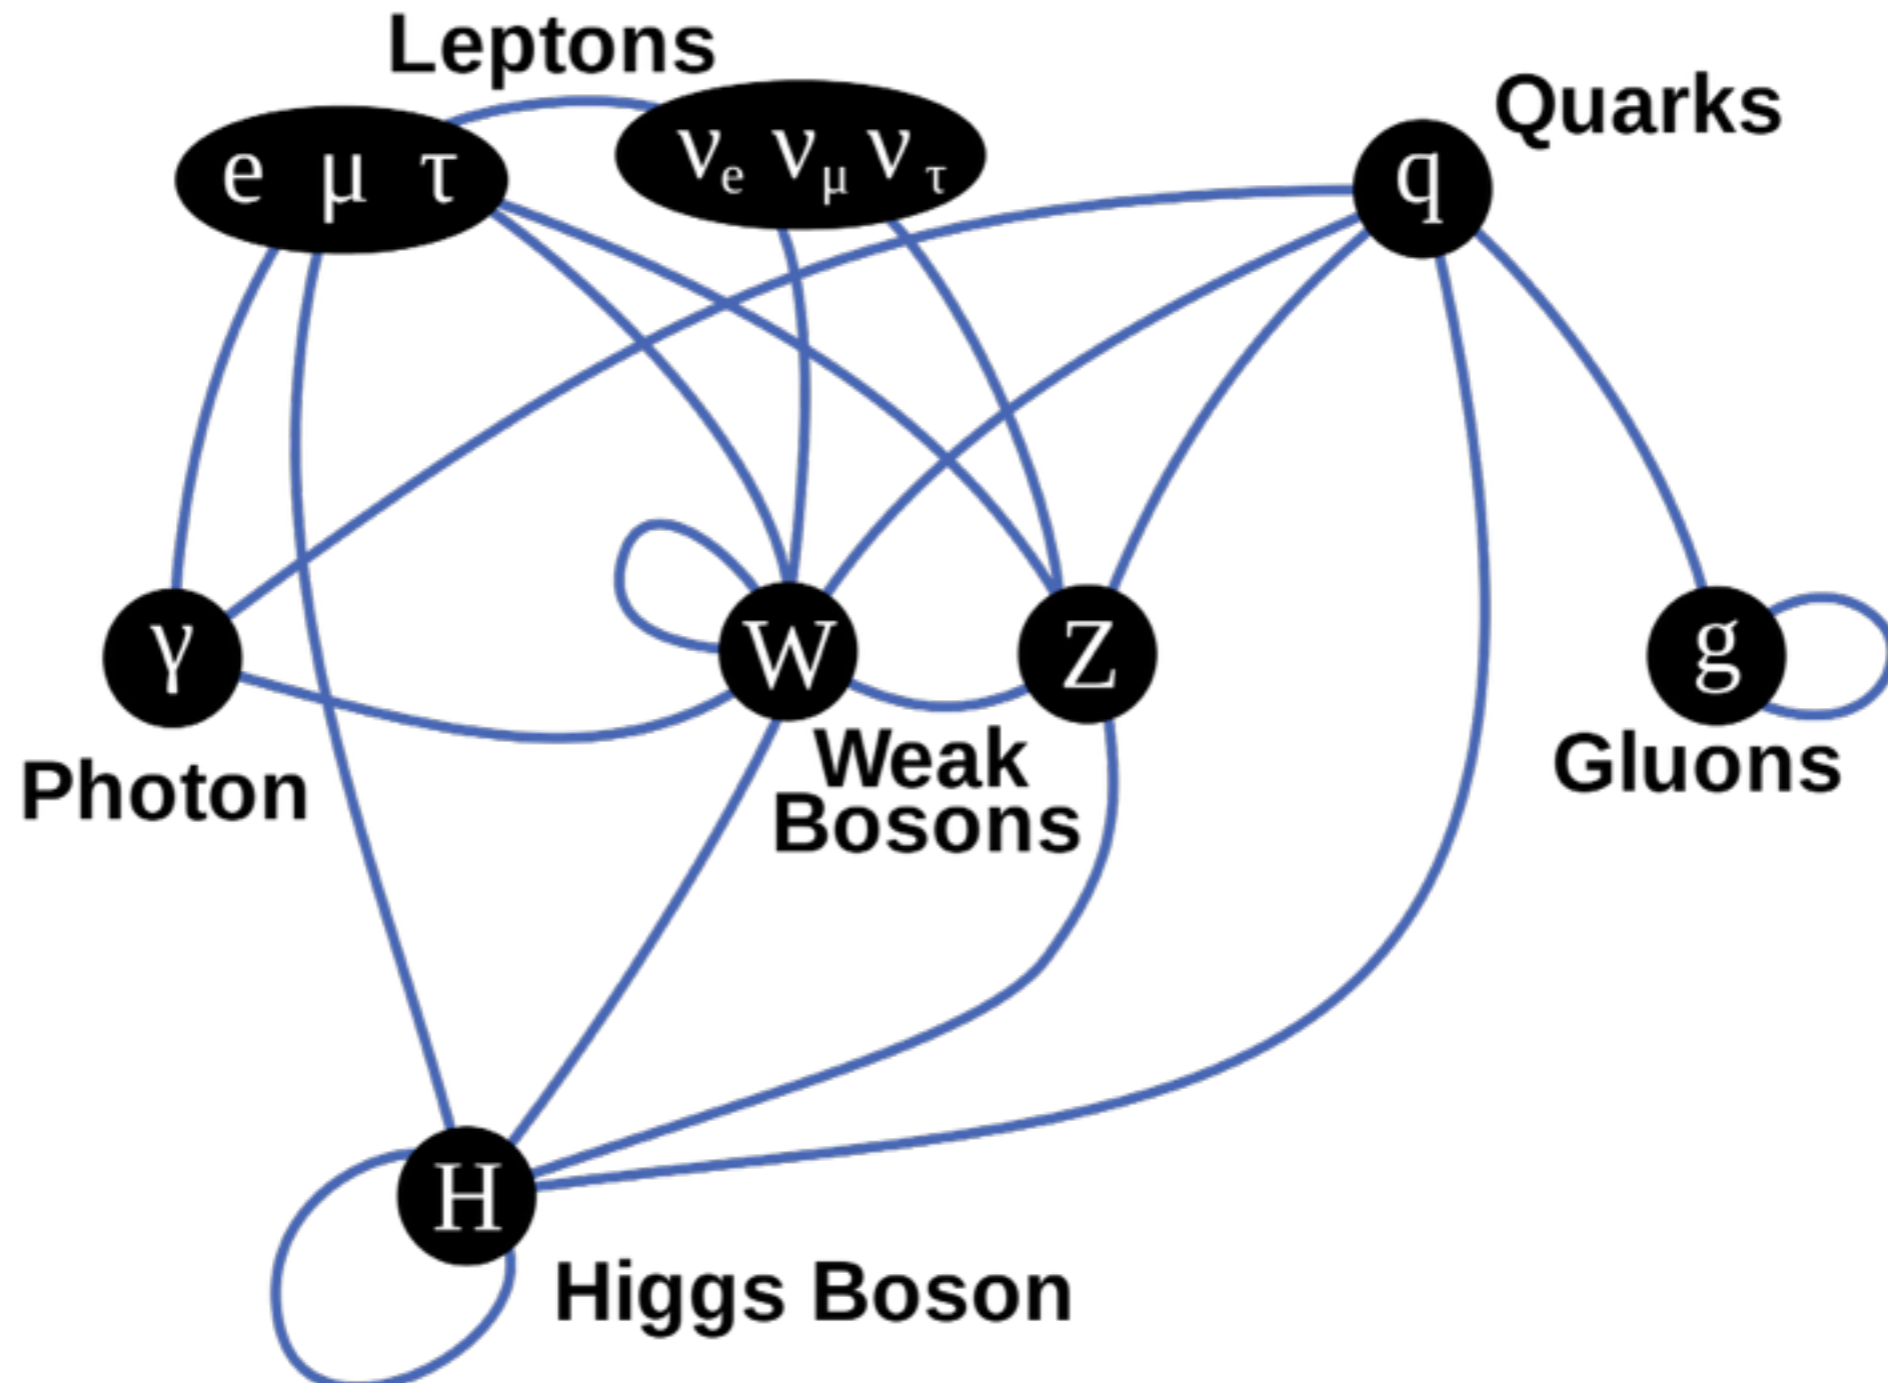 Leptons
Quarks
e μ τ
νe νμ ντ
q
γ
W
Z
g
Photon
Weak
Bosons
Gluons
H
Higgs Boson